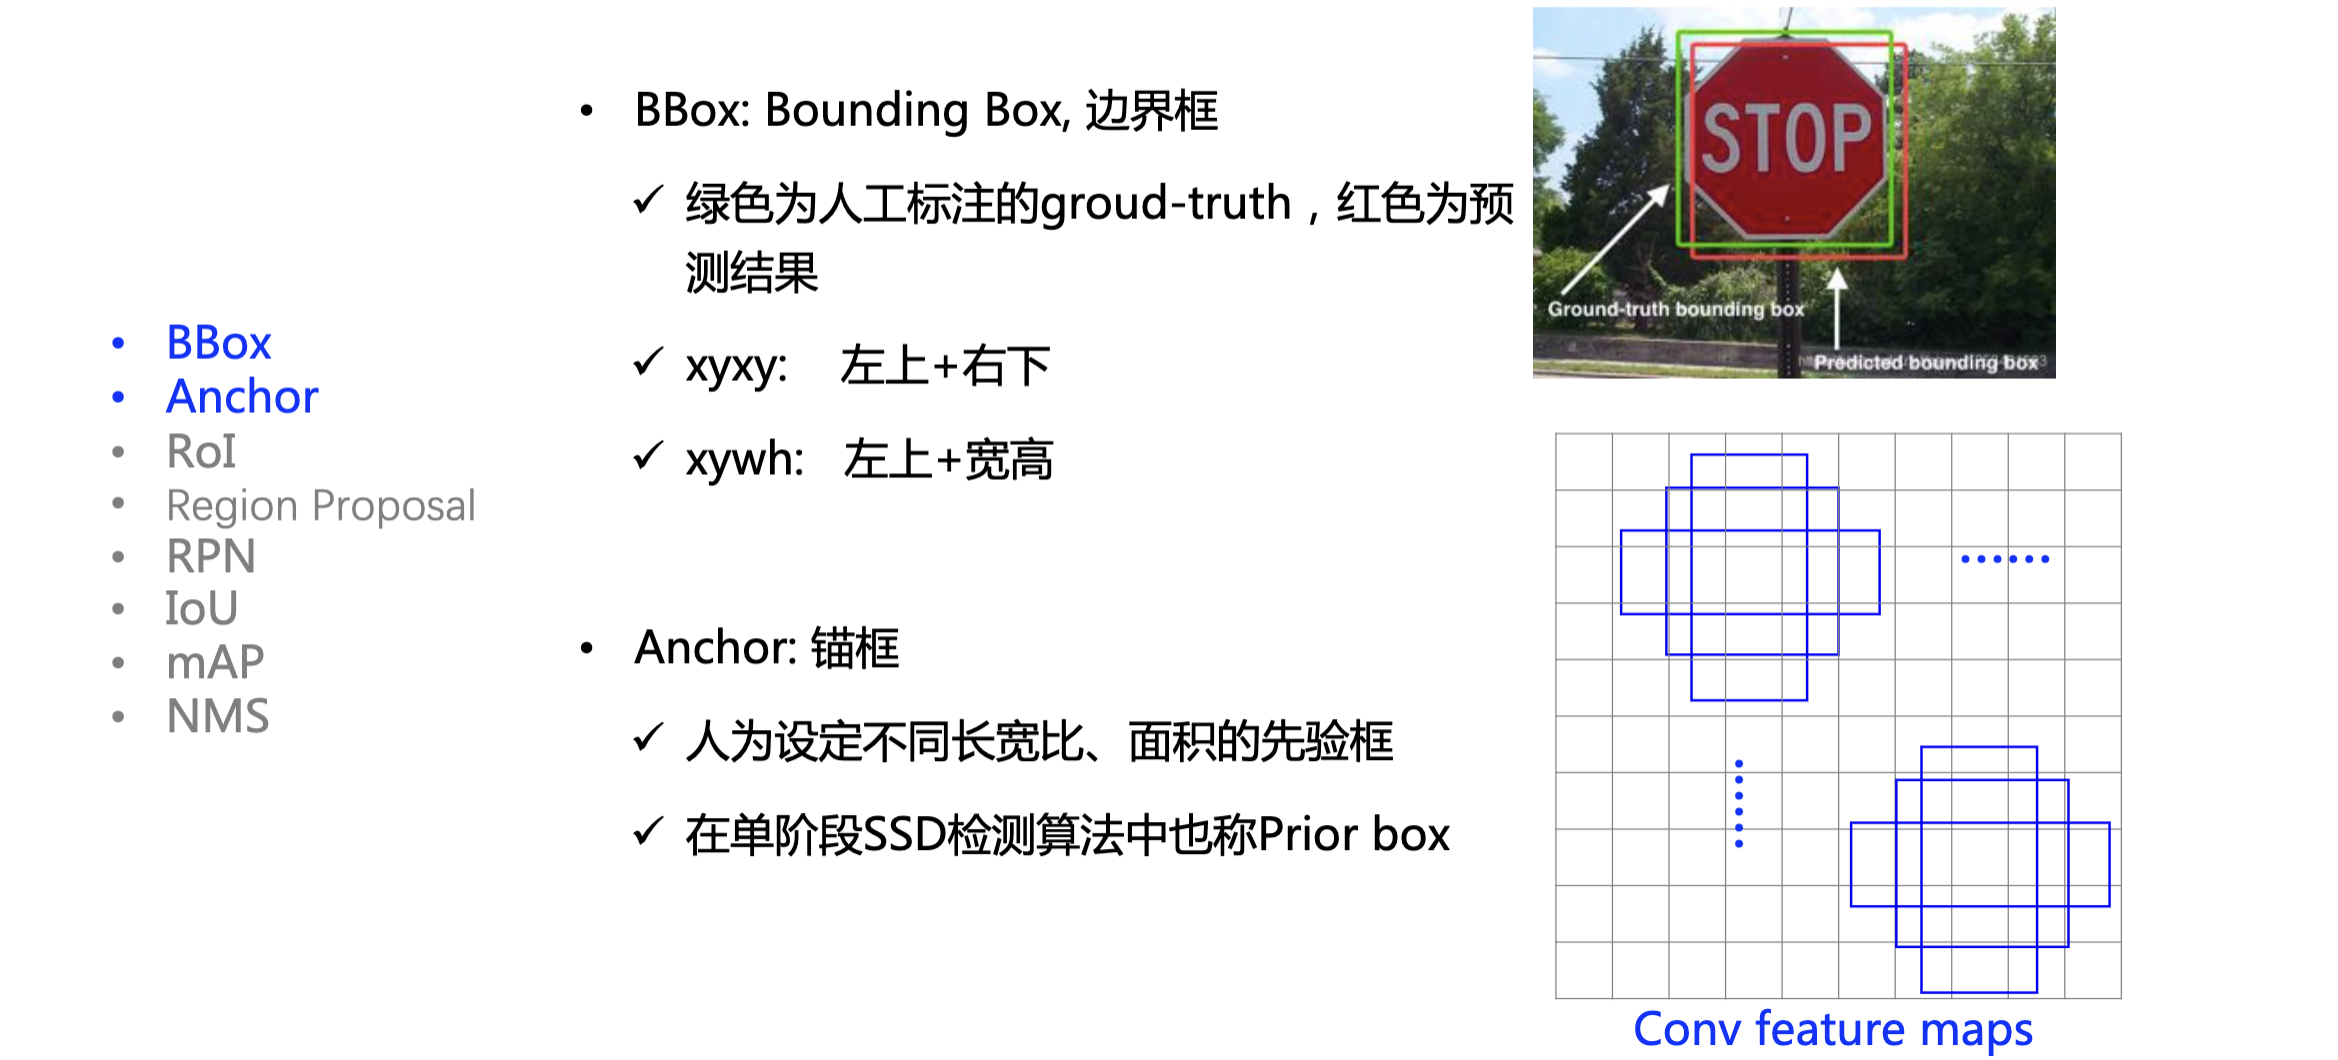 BBox
Anchor
RoI
Region Proposal
RPN
IoU
mAP
NMS
BBox: Bounding Box, 边界框
绿色为人工标注的groud-truth，红色为预
测结果
xyxy: 左上+右下
xywh: 左上+宽高
Anchor: 锚框
人为设定不同长宽比、面积的先验框
在单阶段SSD检测算法中也称Prior box
STOP
Ground-truth bounding box
Predicted bounding box
Conv feature maps